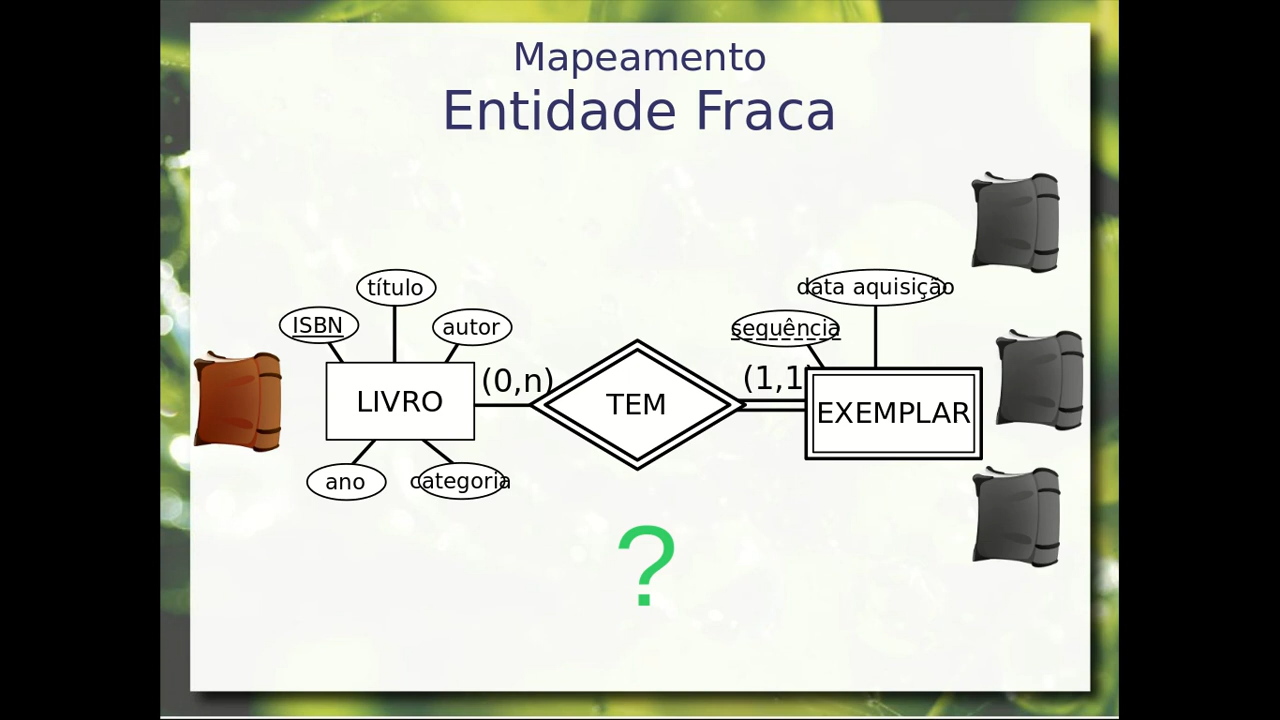 Mapeamento
Entidade Fraca
título
data aquisição
ISBN
autor
sequência
(0,n)
(1,1)
LIVRO
TEM
EXEMPLAR
ano
categoria
?